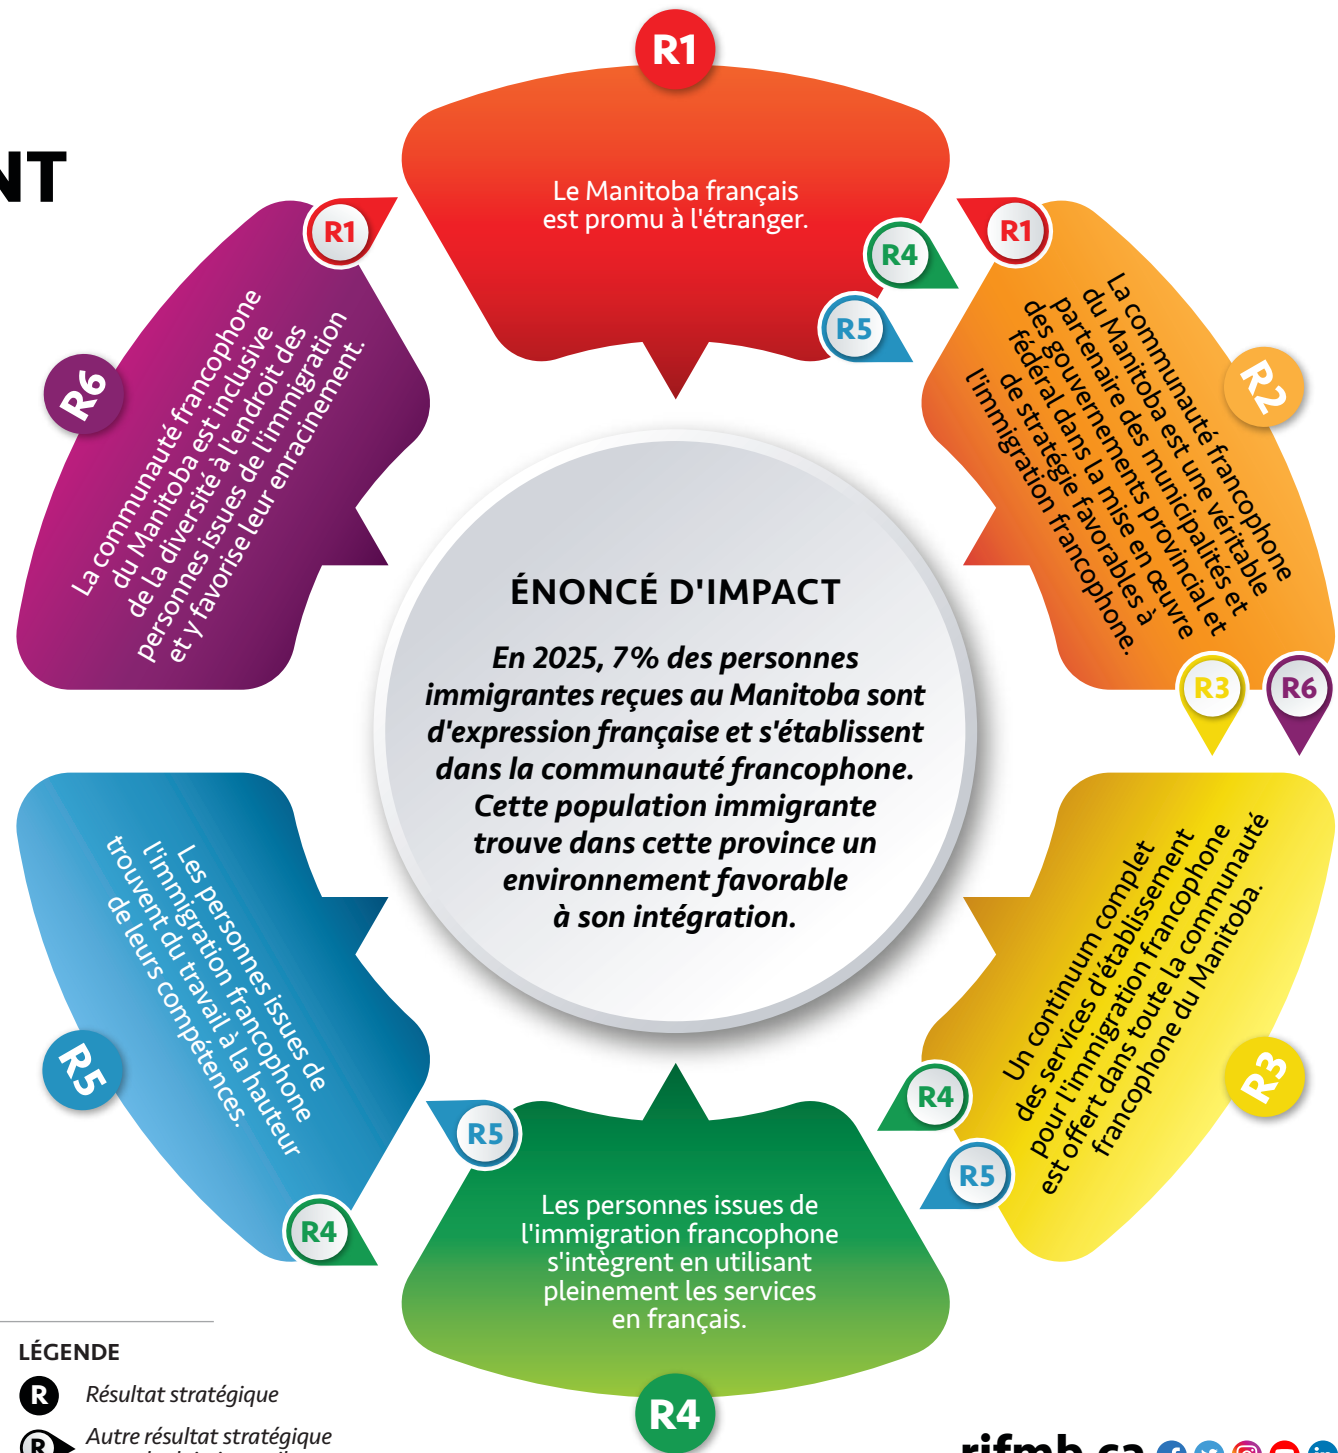 NT
R1
Le Manitoba français
est promu à l'étranger.
R4
R5
R1
R2
La communauté francophone
du Manitoba est une véritable
partenaire des municipalités et
des gouvernements provincial et
fédéral dans la mise en œuvre
de stratégie favorables à
l'immigration francophone.
R3
R6
Un continuum complet
des services d'établissement
pour l'immigration francophone
est offert dans toute la communauté
francophone du Manitoba.
R3
R4
R5
Les personnes issues de
l'immigration francophone
s'intègrent en utilisant
pleinement les services
en français.
R4
R5
Les personnes issues de
l'immigration francophone
trouvent du travail à la hauteur
de leurs compétences.
R5
R4
R1
R6
La communauté francophone
du Manitoba est inclusive
de la diversité à l'endroit des
personnes issues de l'immigration
et y favorise leur enracinement.
ÉNONCÉ D'IMPACT
En 2025, 7% des personnes
immigrantes reçues au Manitoba sont
d'expression française et s'établissent
dans la communauté francophone.
Cette population immigrante
trouve dans cette province un
environnement favorable
à son intégration.
LÉGENDE
R Résultat stratégique
R Autre résultat stratégique
rifmb.ca